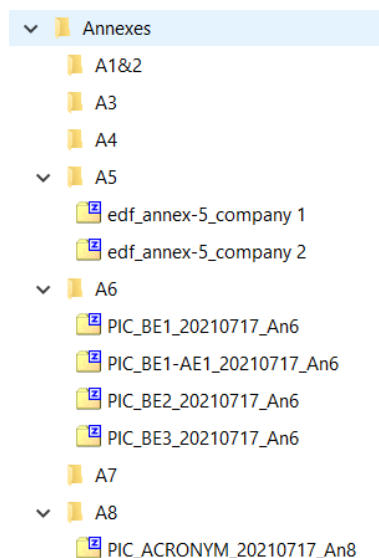 Annexes
A1&2
A3
A4
A5
edf_annex-5_company 1
edf_annex-5_company 2
A6
PIC_BE1_20210717_An6
PIC_BE1-AE1_20210717_An6
PIC_BE2_20210717_An6
PIC_BE3_20210717_An6
A7
A8
PIC_ACRONYM_20210717_An8